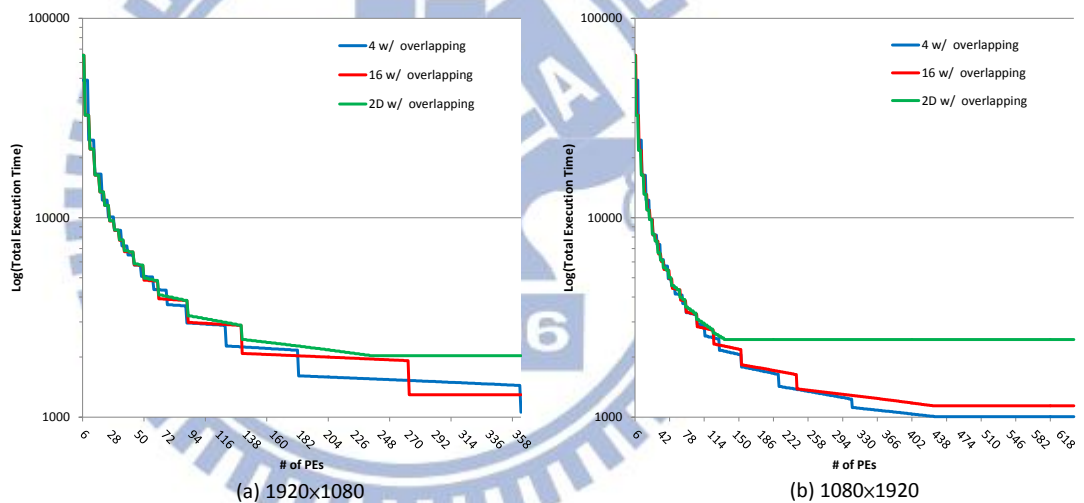 100000
4 w/ overlapping
16 w/ overlapping
2D w/ overlapping
10000
1000
Log(Total Execution Time)
6 28 50 72 94 116 138 160 182 204 226 248 270 292 314 336 358
# of PEs
(a) 1920×1080
100000
4 w/ overlapping
16 w/ overlapping
2D w/ overlapping
10000
1000
Log(Total Execution Time)
6 42 78 114 150 186 222 258 294 330 366 402 438 474 510 546 582 618
# of PEs
(b) 1080×1920
A
6